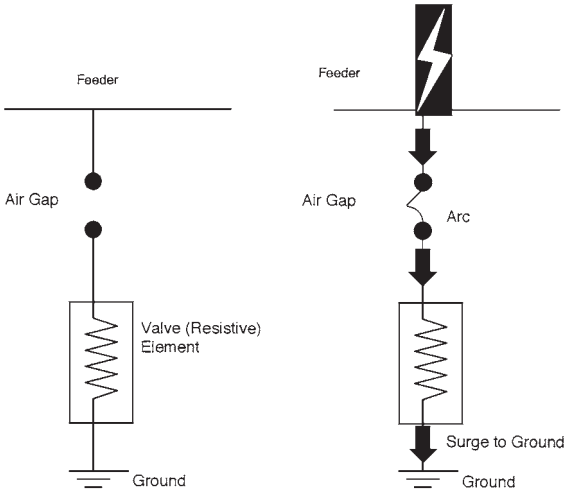 Feeder
Air Gap
Valve (Resistive)
Element
Ground
Feeder
Air Gap
Arc
Surge to Ground
Ground